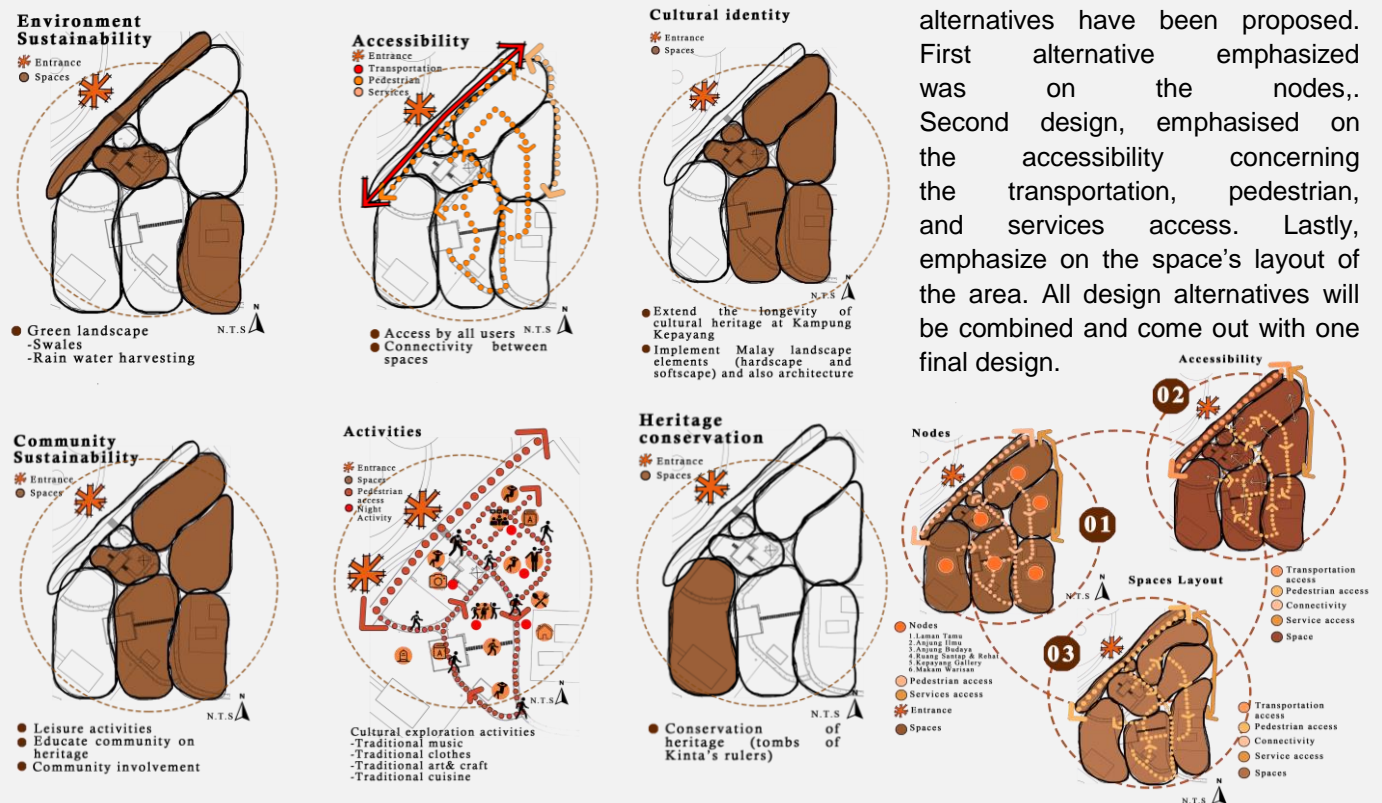 Environment
Sustainability
Entrance
Spaces
N
N.T.S
Green landscape
-Swales
-Rain water harvesting
Accessibility
Entrance
Transportation
Pedestrian
Services
N
N.T.S
Access by all users
Connectivity between
spaces
Cultural identity
Entrance
Spaces
N
N.T.S
Extend the longevity of
cultural heritage at Kampung
Kepayang
Implement Malay landscape
elements (hardscape and
softscape) and also architecture
alternatives have been proposed.
First alternative emphasized
was on the nodes,.
Second design, emphasised on
the accessibility concerning
the transportation, pedestrian,
and services access. Lastly,
emphasize on the space's layout of
the area. All design alternatives will
be combined and come out with one
final design.
Community
Sustainability
Entrance
Spaces
N
N.T.S
Leisure activities
Educate community on
heritage
Community involvement
Activities
Entrance
Spaces
Pedestrian
access
Night
Activity
A
A
N
N.T.S
Cultural exploration activities
-Traditional music
-Traditional clothes
-Traditional art& craft
-Traditional cuisine
Heritage
conservation
Entrance
Spaces
N
N.T.S
Conservation of
heritage (tombs of
Kinta's rulers)
Nodes
01
N
N.T.S
Nodes
1.Laman Tamu
2.Anjung Ilmu
3.Anjung Budaya
4.Ruang Santap & Rehat
5.Kepayang Gallery
6.Makam Warisan
Pedestrian access
Services access
Entrance
Spaces
Accessibility
02
Transportation
access
Pedestrian access
Connectivity
Service access
Space
Spaces Layout
03
Transportation
access
Pedestrian access
Connectivity
Service access
Spaces
N
N.T.S